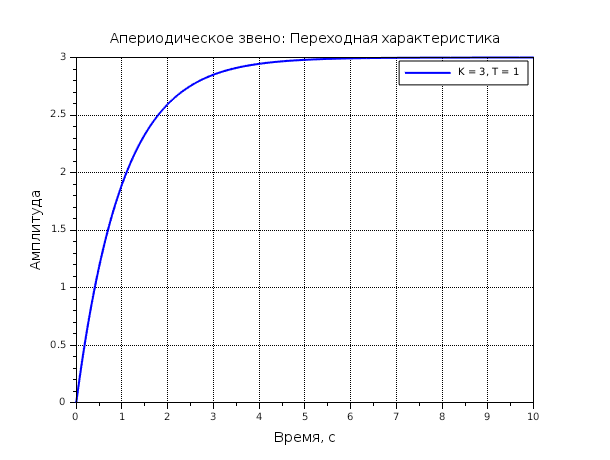 Апериодическое звено: Переходная характеристика
K = 3, T = 1
3
2.5
2
1.5
1
0.5
0
Амплитуда
0 1 2 3 4 5 6 7 8 9 10
Время, с